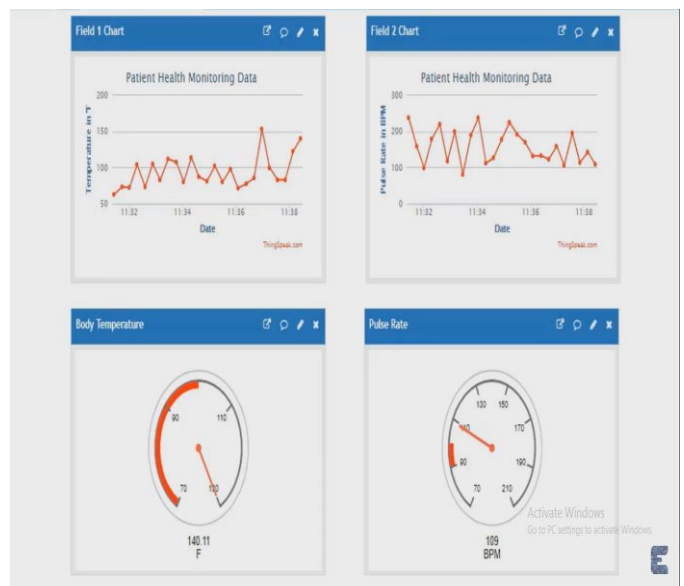 Field 1 Chart
Patient Health Monitoring Data
Temperature in °F
200
150
100
50
11:32
11:34
11:36
11:38
Date
ThingSpeak.com
Field 2 Chart
Patient Health Monitoring Data
Pulse Rate in BPM
300
200
100
0
11:32
11:34
11:36
11:38
Date
ThingSpeak.com
Body Temperature
70
90
110
140.11
F
Pulse Rate
70
90
130
150
170
190
210
109
BPM
Activate Windows
Go to PC settings to activate Windows.
E